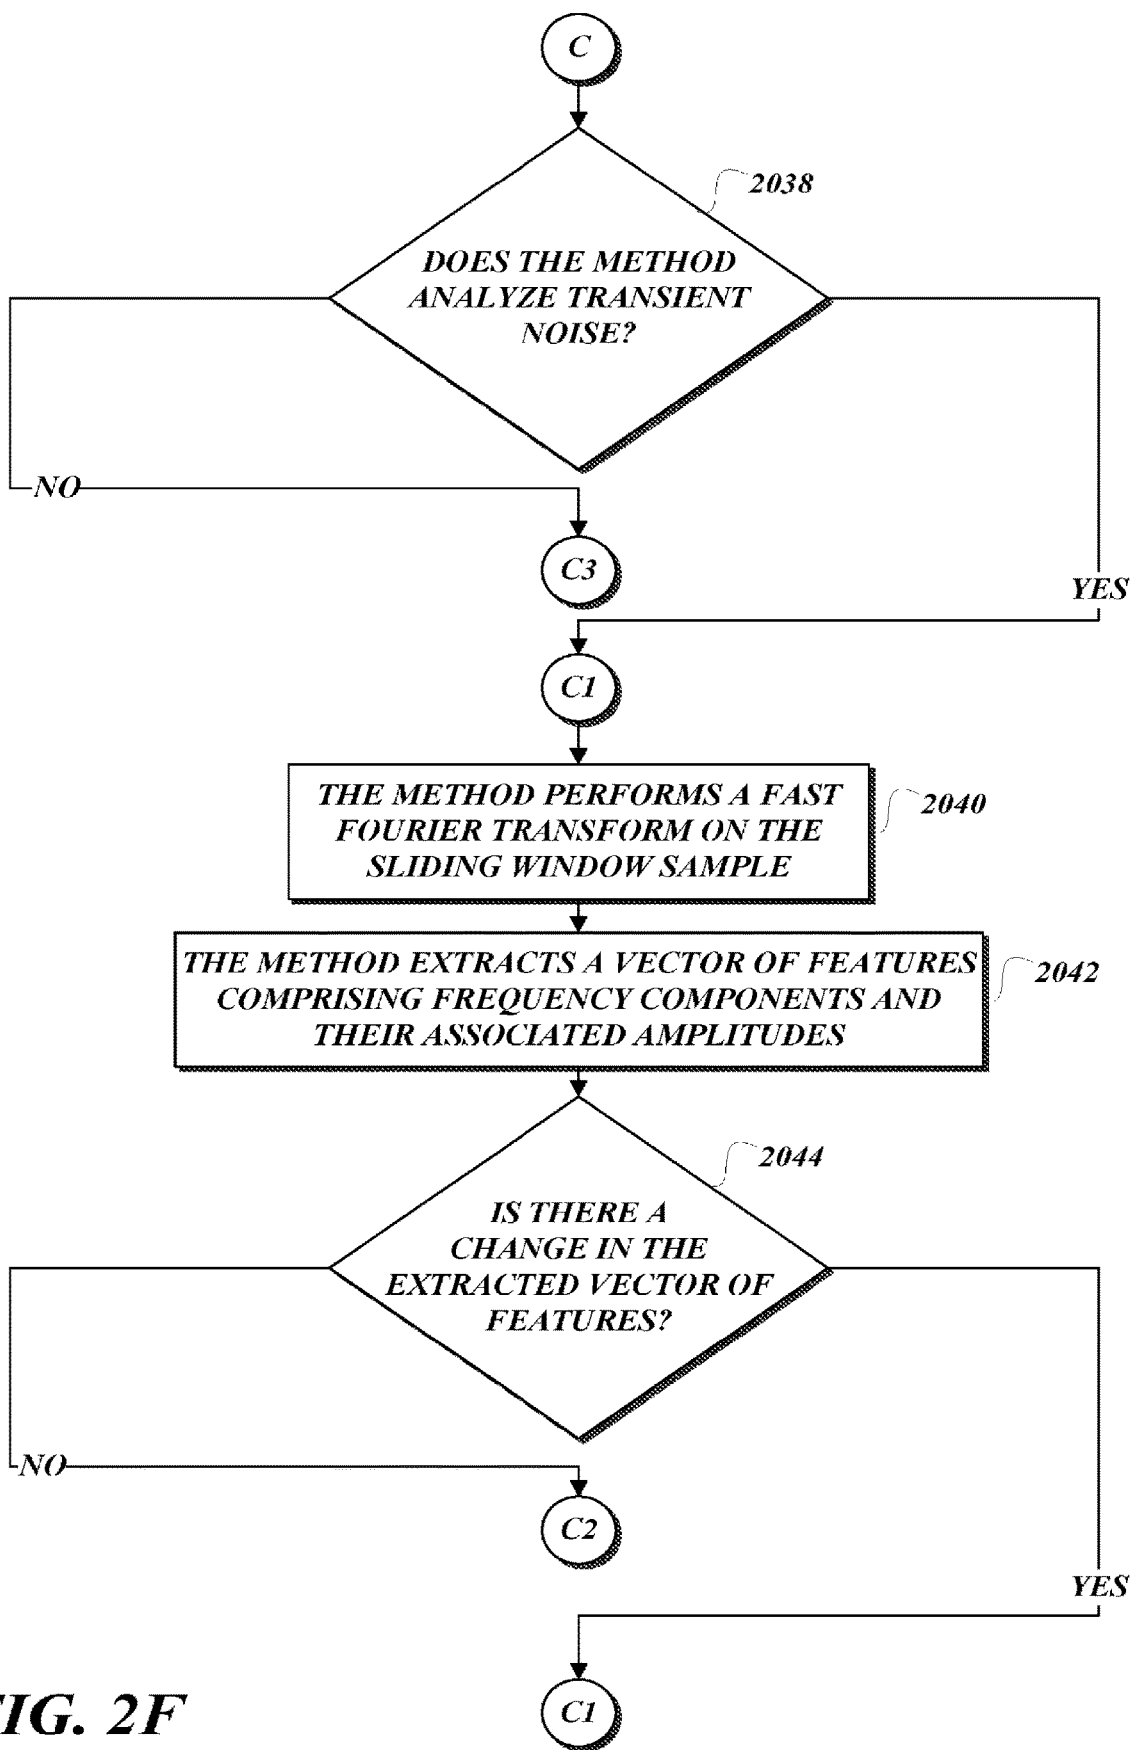 C
2038
DOES THE METHOD
ANALYZE TRANSIENT
NOISE?
NO
C3
YES
C1
THE METHOD PERFORMS A FAST
FOURIER TRANSFORM ON THE
SLIDING WINDOW SAMPLE
2040
THE METHOD EXTRACTS A VECTOR OF FEATURES
COMPRISING FREQUENCY COMPONENTS AND
THEIR ASSOCIATED AMPLITUDES
2042
2044
IS THERE A
CHANGE IN THE
EXTRACTED VECTOR OF
FEATURES?
NO
C2
YES
C1
FIG. 2F